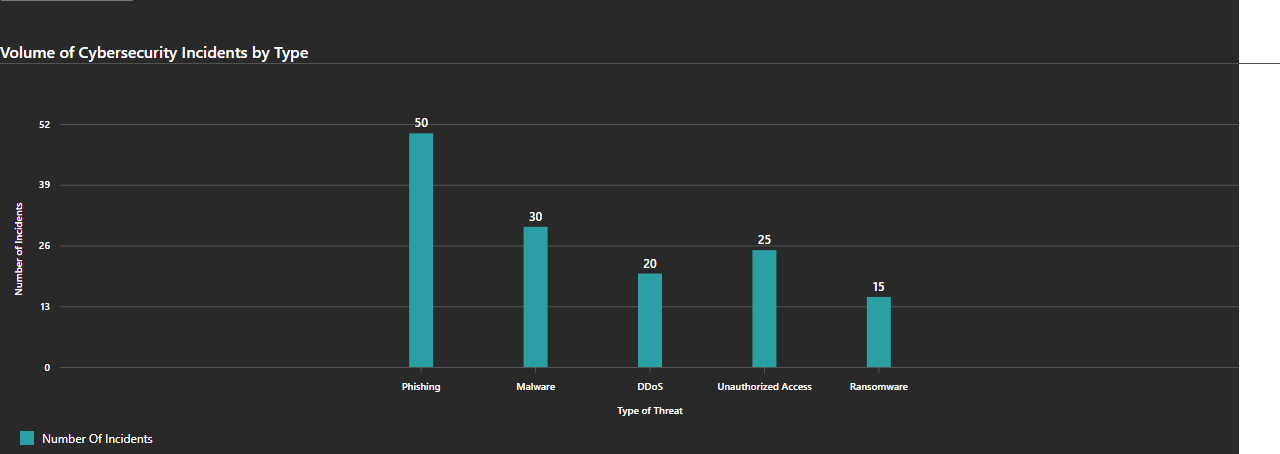 Volume of Cybersecurity Incidents by Type
52
39
26
13
0
Number of Incidents
50
30
20
25
15
Phishing
Malware
DDoS
Unauthorized Access
Ransomware
Type of Threat
Number Of Incidents